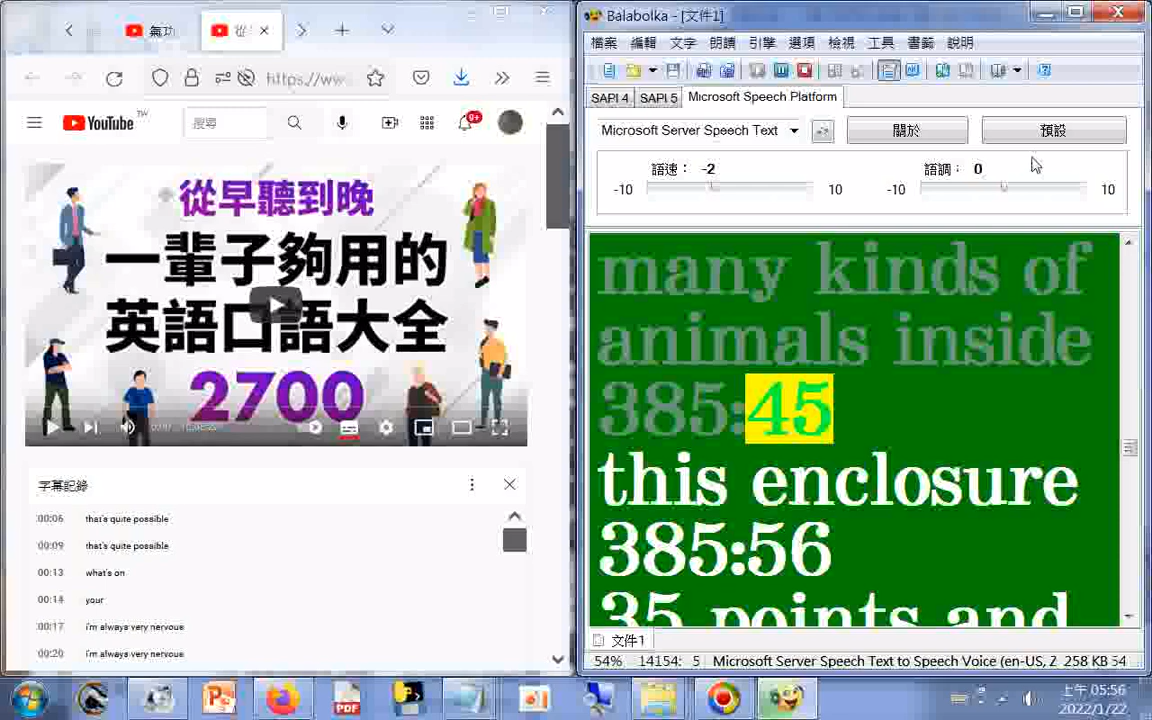 氣功
從
https://ww
YouTube TW
搜尋
9+
從早聽到晚
一輩子夠用的
英語口語大全
2700
字幕記錄
00:06 that's quite possible
00:09 that's quite possible
00:13 what's on
00:14 your
00:17 i'm always very nervous
00:20 i'm always very nervous
Balabolka - [文件1]
檔案 編輯 文字 朗讀 引擎 選項 檢視 工具 書籤 說明
SAPI 4 SAPI 5 Microsoft Speech Platform
Microsoft Server Speech Text 關於 預設
語速： -2 語調： 0
-10 10 -10 10
many kinds of
animals inside
385:45
this enclosure
385:56
35 points and
文件1
54% 14154: 5 Microsoft Server Speech Text to Speech Voice (en-US, Z 258 KB 54
PDF
上午 05:56
2022/1/22